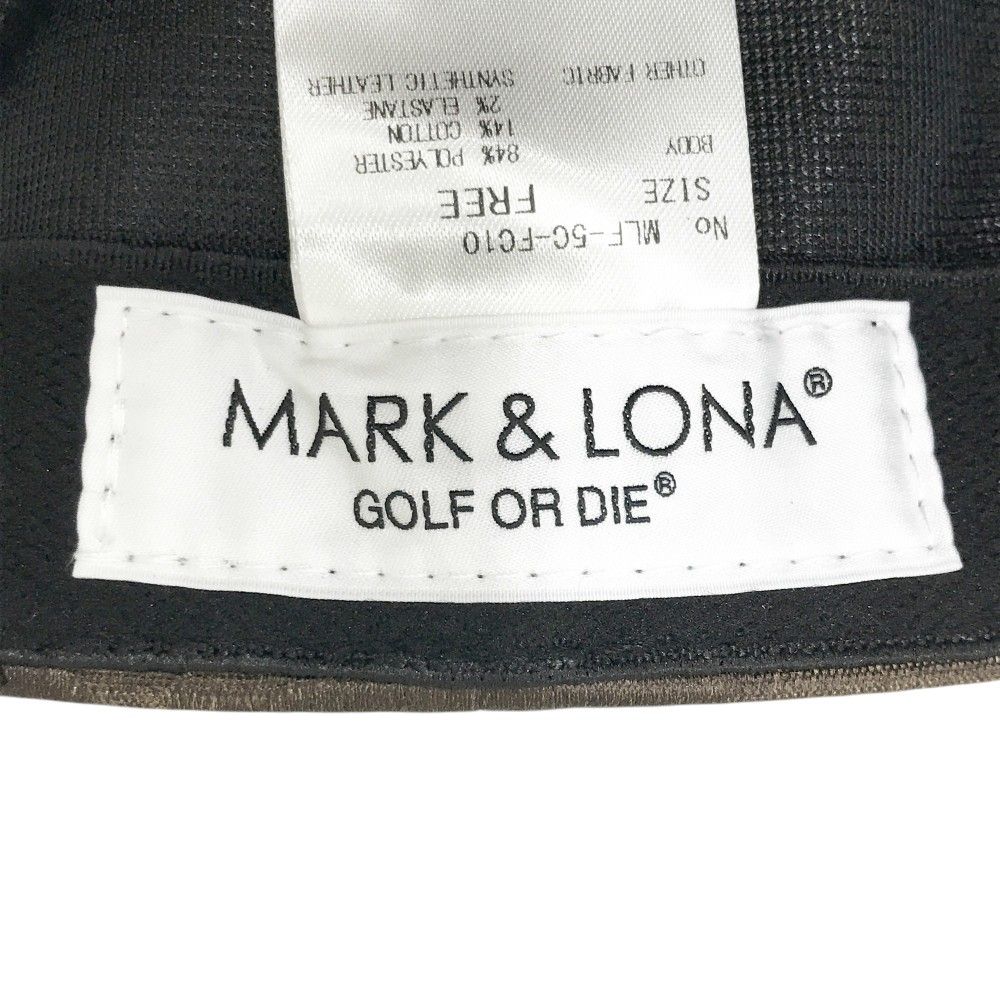 MARK & LONA®
GOLF OR DIE®
No MLF-5C-FC10
SIZE FREE
BODY 84% POLYESTER
14% COTTON
2% ELASTANE
OTHER FABRIC SYNTHETIC LEATHER